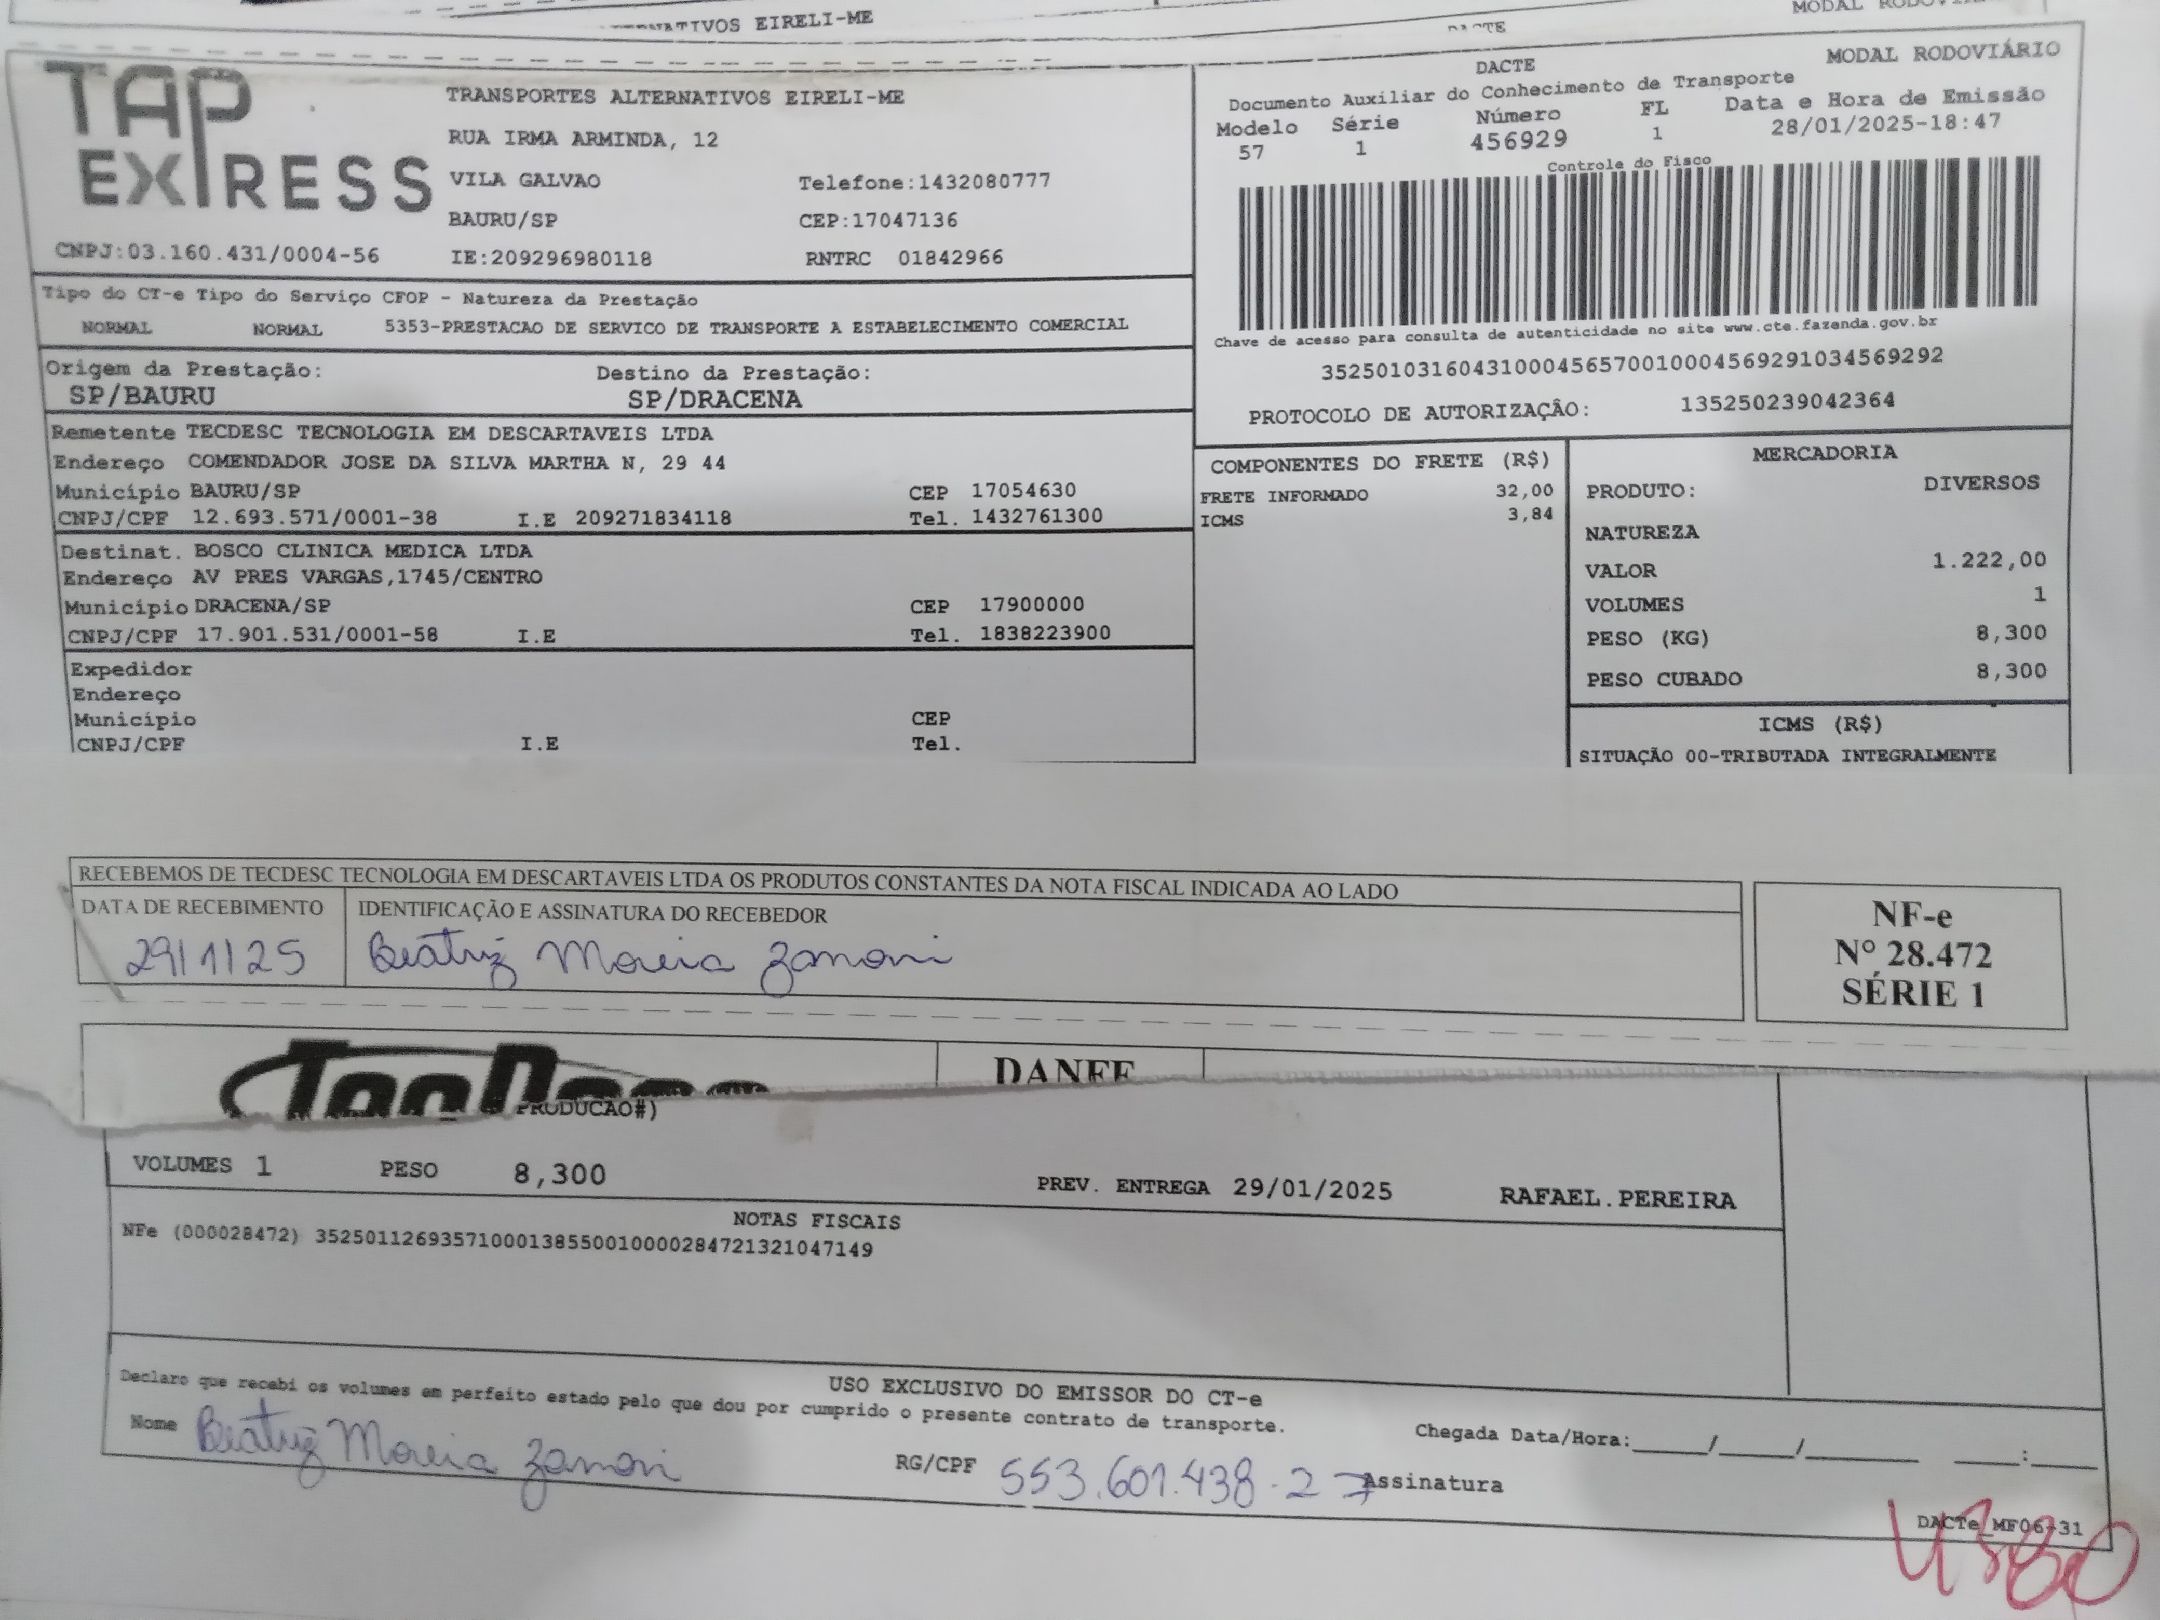 EIRELI-ME
DACTE
MODAL
TAP EXPRESS
CNPJ:03.160.431/0004-56
TRANSPORTES ALTERNATIVOS EIRELI-ME
RUA IRMA ARMINDA, 12
VILA GALVAO Telefone:1432080777
BAURU/SP CEP:17047136
IE:209296980118 RNTRC 01842966
DACTE MODAL RODOVIÁRIO
Documento Auxiliar do Conhecimento de Transporte
Modelo Série Número FL Data e Hora de Emissão
57 1 456929 1 28/01/2025-18:47
Controle do Fisco
Chave de acesso para consulta de autenticidade no site www.cte.fazenda.gov.br
35250103160431000456570010004569291034569292
PROTOCOLO DE AUTORIZAÇÃO: 135250239042364
Tipo do CT-e Tipo do Serviço CFOP - Natureza da Prestação
NORMAL NORMAL 5353-PRESTACAO DE SERVICO DE TRANSPORTE A ESTABELECIMENTO COMERCIAL
Origem da Prestação: Destino da Prestação:
SP/BAURU SP/DRACENA
Remetente TECDESC TECNOLOGIA EM DESCARTAVEIS LTDA
Endereço COMENDADOR JOSE DA SILVA MARTHA N, 29 44
Município BAURU/SP CEP 17054630
CNPJ/CPF 12.693.571/0001-38 I.E 209271834118 Tel. 1432761300
Destinat. BOSCO CLINICA MEDICA LTDA
Endereço AV PRES VARGAS,1745/CENTRO
Município DRACENA/SP CEP 17900000
CNPJ/CPF 17.901.531/0001-58 I.E Tel. 1838223900
Expedidor
Endereço
Município CEP
CNPJ/CPF I.E Tel.
COMPONENTES DO FRETE (R$)
FRETE INFORMADO 32,00
ICMS 3,84
MERCADORIA
PRODUTO: DIVERSOS
NATUREZA
VALOR 1.222,00
VOLUMES 1
PESO (KG) 8,300
PESO CUBADO 8,300
ICMS (R$)
SITUAÇÃO 00-TRIBUTADA INTEGRALMENTE
RECEBEMOS DE TECDESC TECNOLOGIA EM DESCARTAVEIS LTDA OS PRODUTOS CONSTANTES DA NOTA FISCAL INDICADA AO LADO
DATA DE RECEBIMENTO IDENTIFICAÇÃO E ASSINATURA DO RECEBEDOR
29/1/25 Beatriz Moreia Zamoni
NF-e
N° 28.472
SÉRIE 1
TecDesc DANFE
PRODUCAO#)
VOLUMES 1 PESO 8,300 PREV. ENTREGA 29/01/2025 RAFAEL.PEREIRA
NOTAS FISCAIS
NFe (000028472) 35250112693571000138550010000284721321047149
USO EXCLUSIVO DO EMISSOR DO CT-e
Declaro que recebi os volumes em perfeito estado pelo que dou por cumprido o presente contrato de transporte.
Nome Beatriz Moreia Zamoni RG/CPF 553.601.438-27 Assinatura
Chegada Data/Hora:_____/_____/_______ ____:____
DACTe_MF06-31
4380